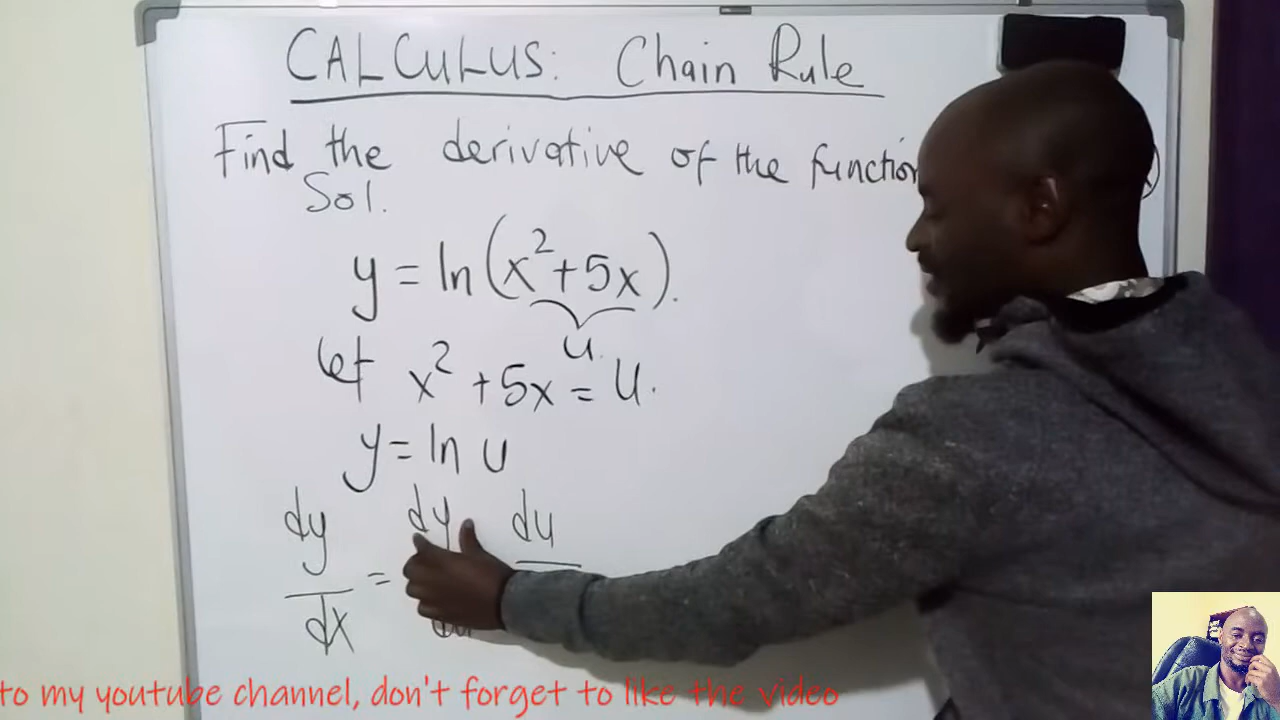 CALCULUS: Chain Rule
Find the derivative of the function )
Sol.
y = ln(x²+5x).
u.
let x² +5x = u.
y = ln u
dy dy du
=
dx
to my youtube channel, don't forget to like the video